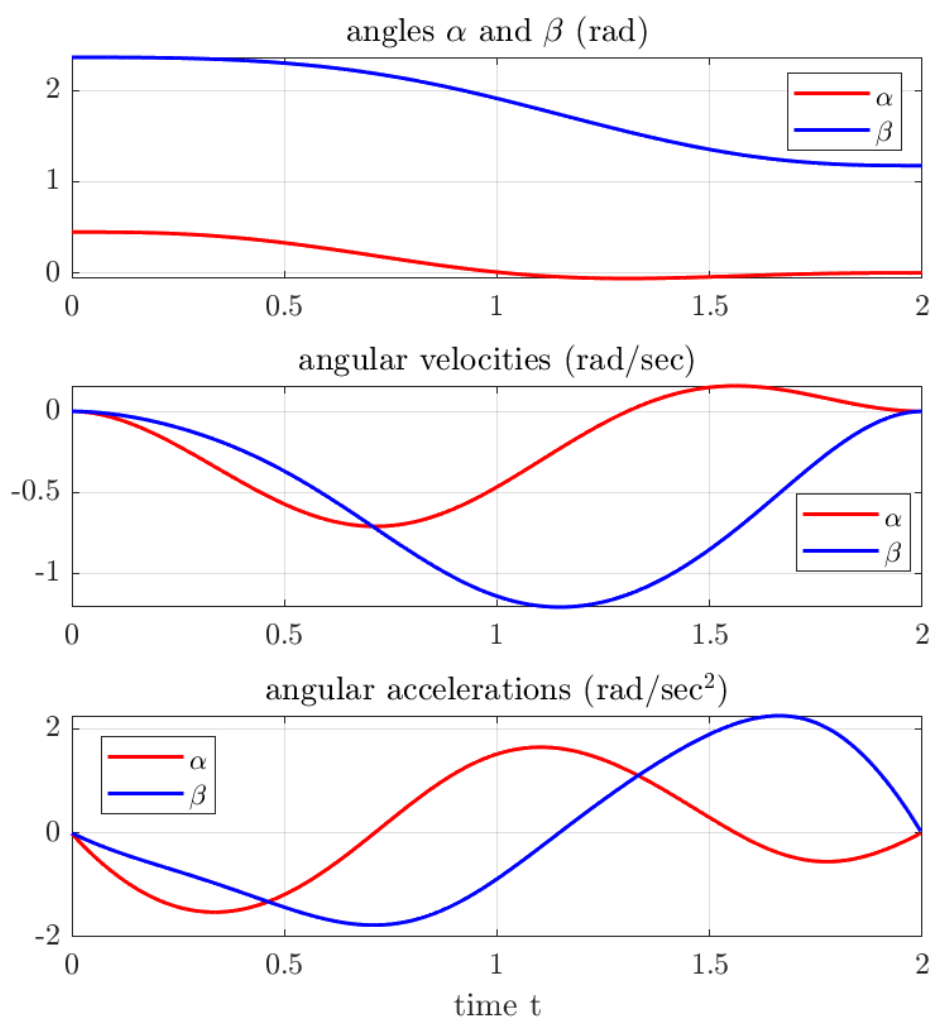 angles α and β (rad)
2
1
0
α
β
0 0.5 1 1.5 2
angular velocities (rad/sec)
0
-0.5
-1
α
β
0 0.5 1 1.5 2
angular accelerations (rad/sec²)
2
0
-2
α
β
0 0.5 1 1.5 2
time t